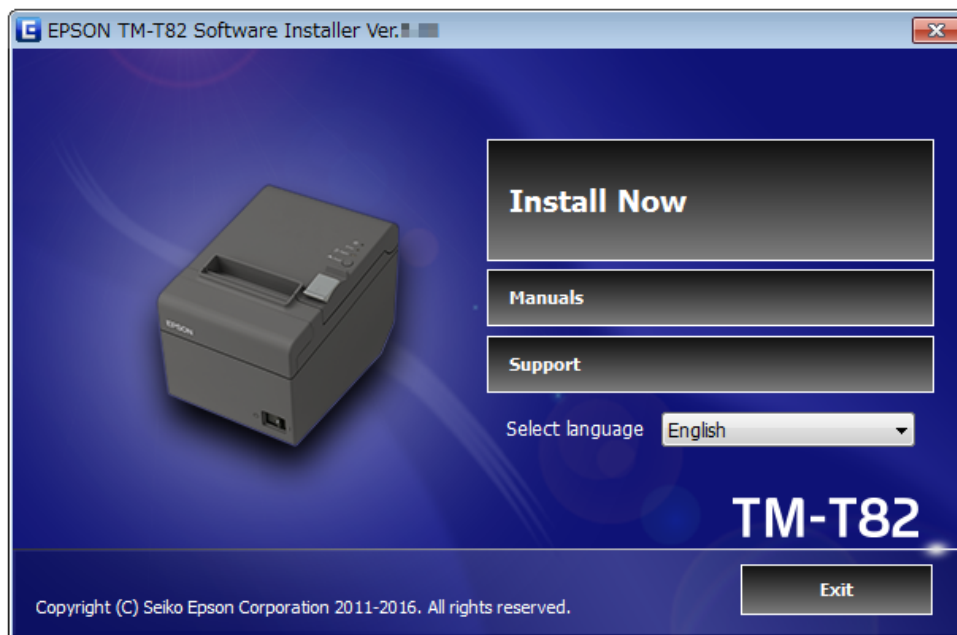 EPSON TM-T82 Software Installer Ver.
Install Now
Manuals
Support
Select language English
EPSON
TM-T82
Exit
Copyright (C) Seiko Epson Corporation 2011-2016. All rights reserved.